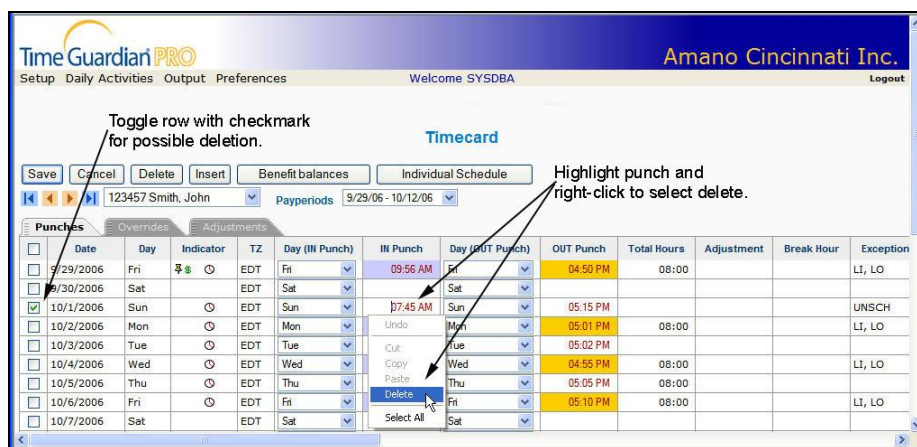 Time Guardian PRO
Amano Cincinnati Inc.
Setup Daily Activities Output Preferences Welcome SYSDBA Logout
Toggle row with checkmark
for possible deletion.
Timecard
Highlight punch and
right-click to select delete.
Save Cancel Delete Insert Benefit balances Individual Schedule
123457 Smith, John Payperiods 9/29/06 - 10/12/06
Punches Overrides Adjustments
Date Day Indicator TZ Day (IN Punch) IN Punch Day (OUT Punch) OUT Punch Total Hours Adjustment Break Hour Exception
9/29/2006 Fri $ EDT Fri 09:56 AM Fri 04:50 PM 08:00 LI, LO
9/30/2006 Sat EDT Sat Sat
10/1/2006 Sun EDT Sun 07:45 AM Sun 05:15 PM UNSCH
10/2/2006 Mon EDT Mon Mon 05:01 PM 08:00 LI, LO
10/3/2006 Tue EDT Tue Tue 05:02 PM
10/4/2006 Wed EDT Wed Wed 04:55 PM 08:00 LI, LO
10/5/2006 Thu EDT Thu Thu 05:05 PM 08:00
10/6/2006 Fri EDT Fri Fri 05:10 PM 08:00 LI, LO
10/7/2006 Sat EDT Sat Sat
Undo
Cut
Copy
Paste
Delete
Select All